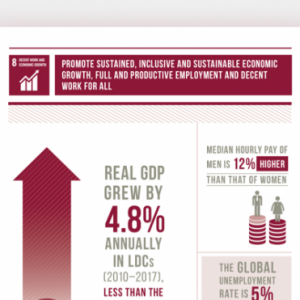 8 DECENT WORK AND
ECONOMIC GROWTH
PROMOTE SUSTAINED, INCLUSIVE AND SUSTAINABLE ECONOMIC
GROWTH, FULL AND PRODUCTIVE EMPLOYMENT AND DECENT
WORK FOR ALL
REAL GDP
GREW BY
4.8%
ANNUALLY
IN LDCs
(2010–2017),
LESS THAN THE
MEDIAN HOURLY PAY OF
MEN IS 12% HIGHER
THAN THAT OF WOMEN
THE GLOBAL
UNEMPLOYMENT
RATE IS 5%